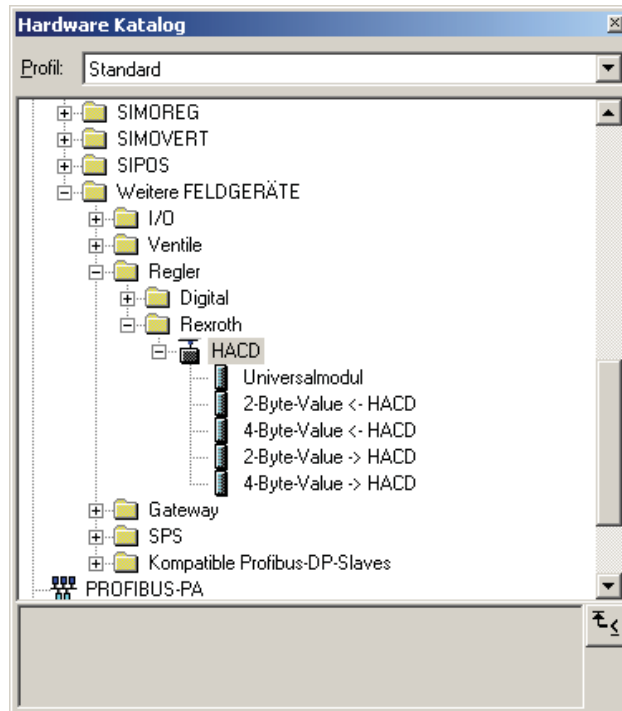 Hardware Katalog
Profil: Standard
SIMOREG
SIMOVERT
SIPOS
Weitere FELDGERÄTE
I/O
Ventile
Regler
Digital
Rexroth
HACD
Universalmodul
2-Byte-Value <- HACD
4-Byte-Value <- HACD
2-Byte-Value -> HACD
4-Byte-Value -> HACD
Gateway
SPS
Kompatible Profibus-DP-Slaves
PROFIBUS-PA